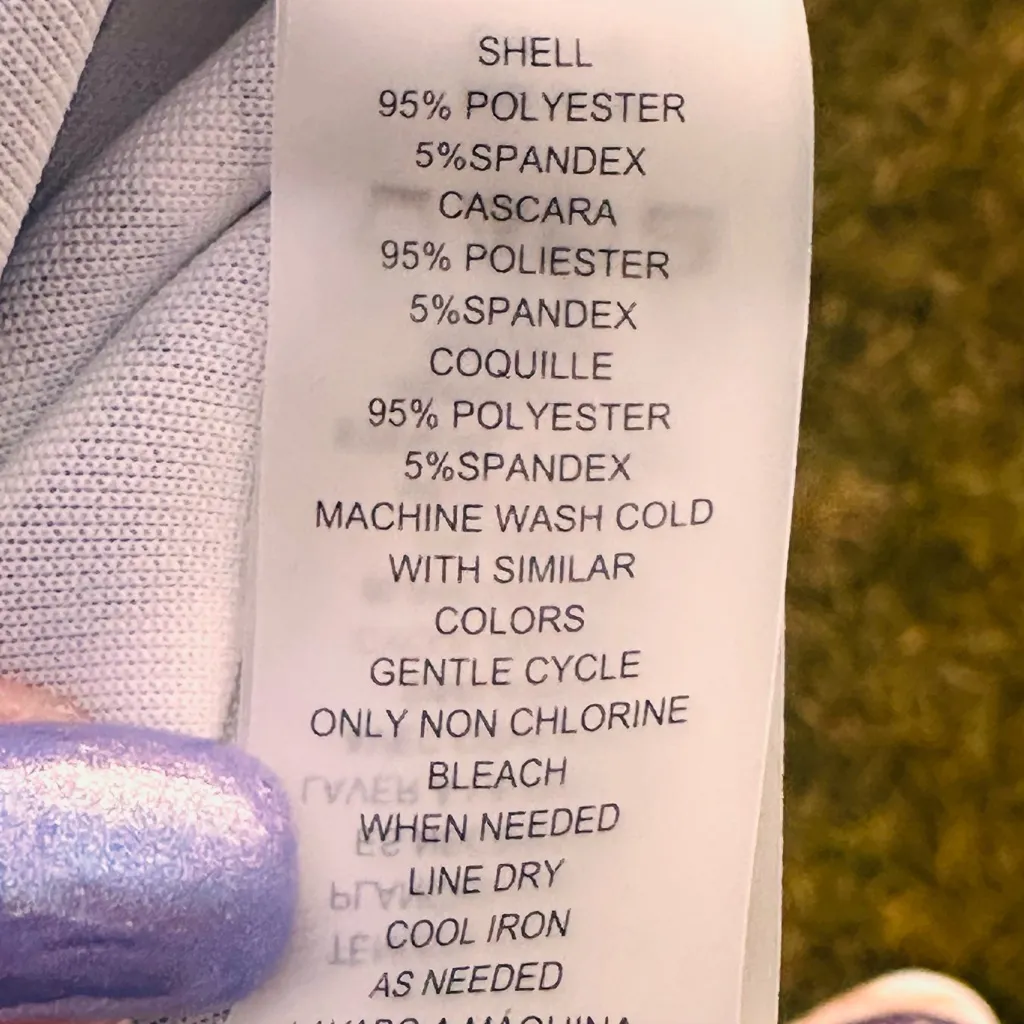 SHELL
95% POLYESTER
5%SPANDEX
CASCARA
95% POLIESTER
5%SPANDEX
COQUILLE
95% POLYESTER
5%SPANDEX
MACHINE WASH COLD
WITH SIMILAR
COLORS
GENTLE CYCLE
ONLY NON CHLORINE
BLEACH
WHEN NEEDED
LINE DRY
COOL IRON
AS NEEDED